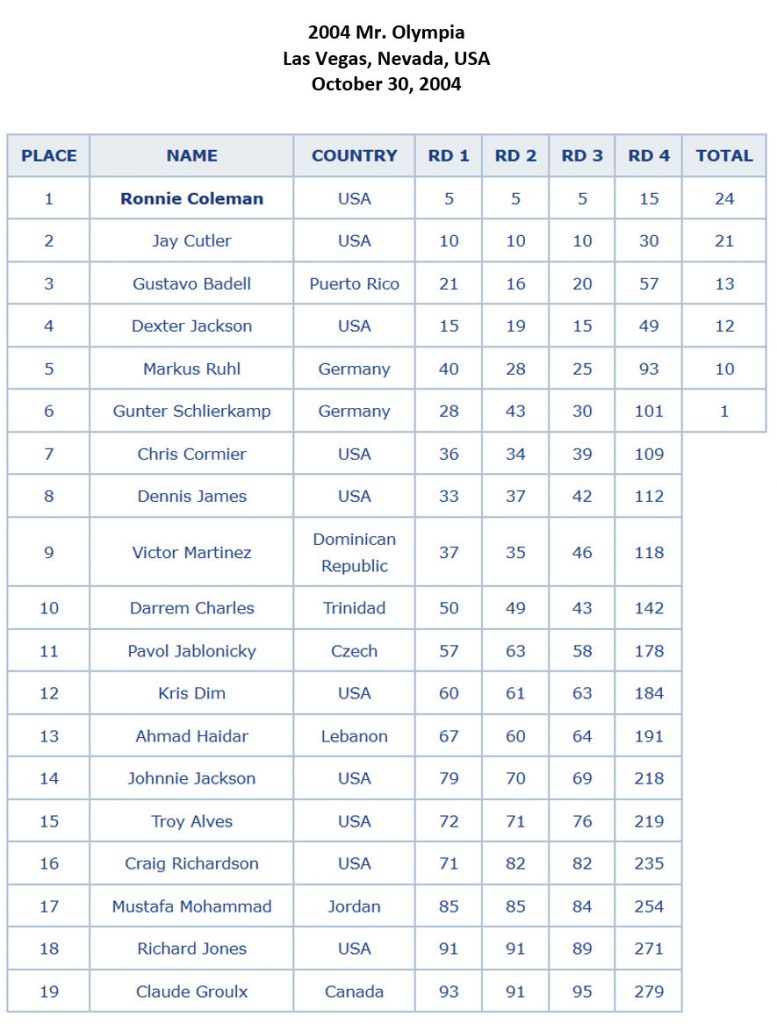 2004 Mr. Olympia
Las Vegas, Nevada, USA
October 30, 2004
PLACE NAME COUNTRY RD 1 RD 2 RD 3 RD 4 TOTAL
1 Ronnie Coleman USA 5 5 5 15 24
2 Jay Cutler USA 10 10 10 30 21
3 Gustavo Badell Puerto Rico 21 16 20 57 13
4 Dexter Jackson USA 15 19 15 49 12
5 Markus Ruhl Germany 40 28 25 93 10
6 Gunter Schlierkamp Germany 28 43 30 101 1
7 Chris Cormier USA 36 34 39 109
8 Dennis James USA 33 37 42 112
9 Victor Martinez Dominican Republic 37 35 46 118
10 Darrem Charles Trinidad 50 49 43 142
11 Pavol Jablonicky Czech 57 63 58 178
12 Kris Dim USA 60 61 63 184
13 Ahmad Haidar Lebanon 67 60 64 191
14 Johnnie Jackson USA 79 70 69 218
15 Troy Alves USA 72 71 76 219
16 Craig Richardson USA 71 82 82 235
17 Mustafa Mohammad Jordan 85 85 84 254
18 Richard Jones USA 91 91 89 271
19 Claude Groulx Canada 93 91 95 279